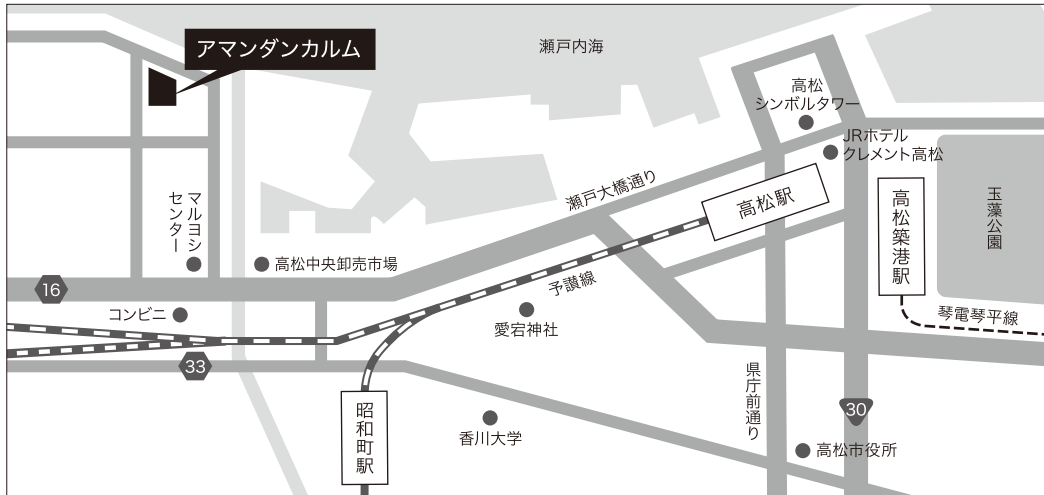 アマンダンカルム
瀬戸内海
高松
シンボルタワー
JRホテル
クレメント高松
瀬戸大橋通り
高松駅
高松築港駅
玉藻公園
マルヨシ
センター
高松中央卸売市場
16
コンビニ
予讃線
愛宕神社
琴電琴平線
33
昭和町駅
県庁前通り
30
香川大学
高松市役所